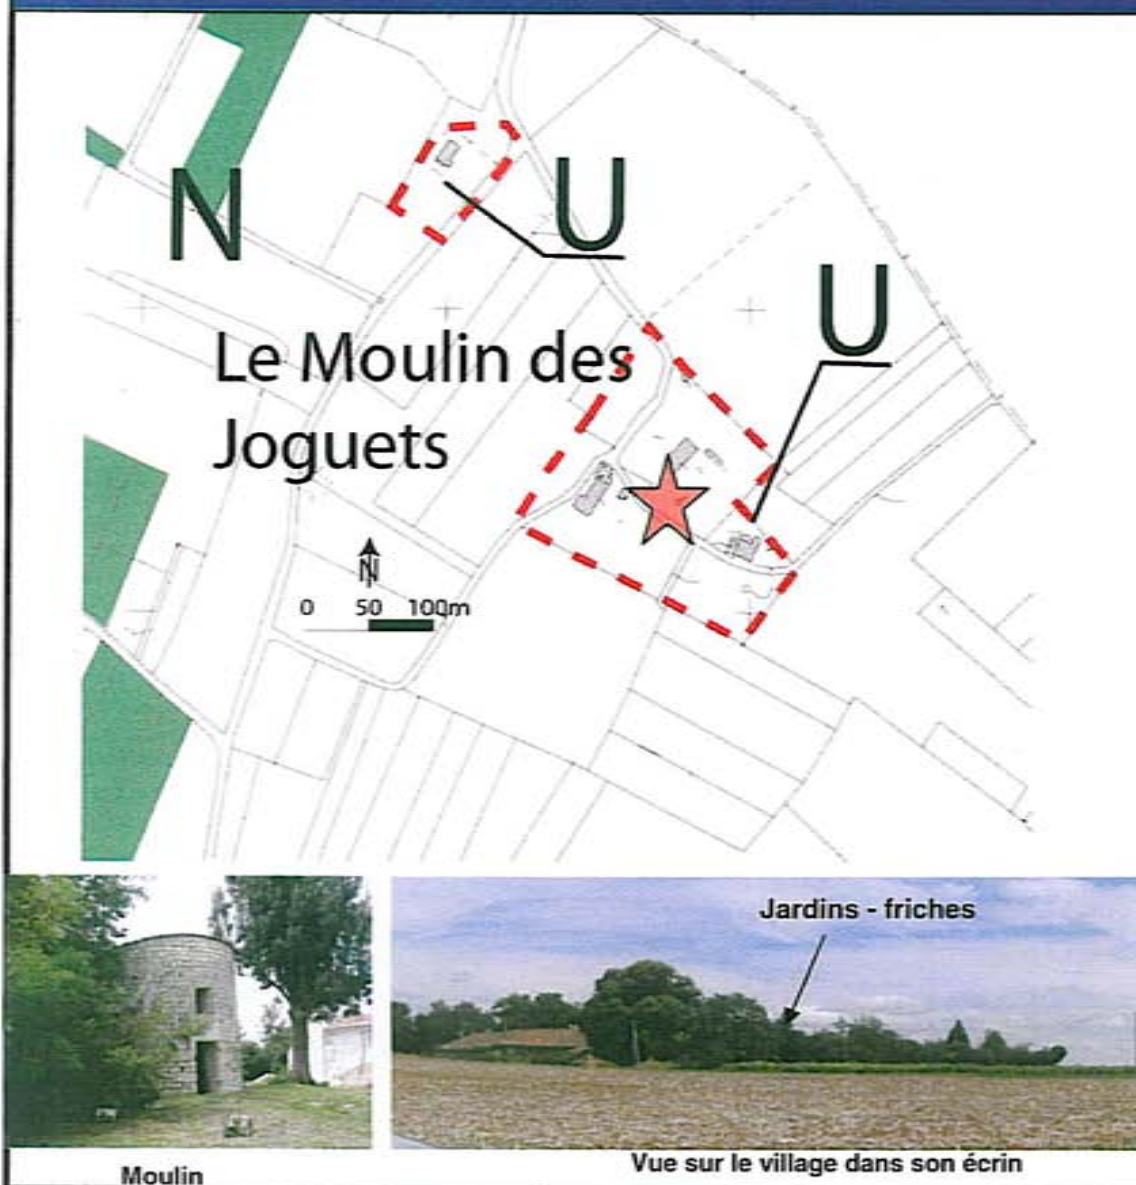 N
U
U
Le Moulin des
Joguets
N
0 50 100m
Jardins - friches
Moulin
Vue sur le village dans son écrin